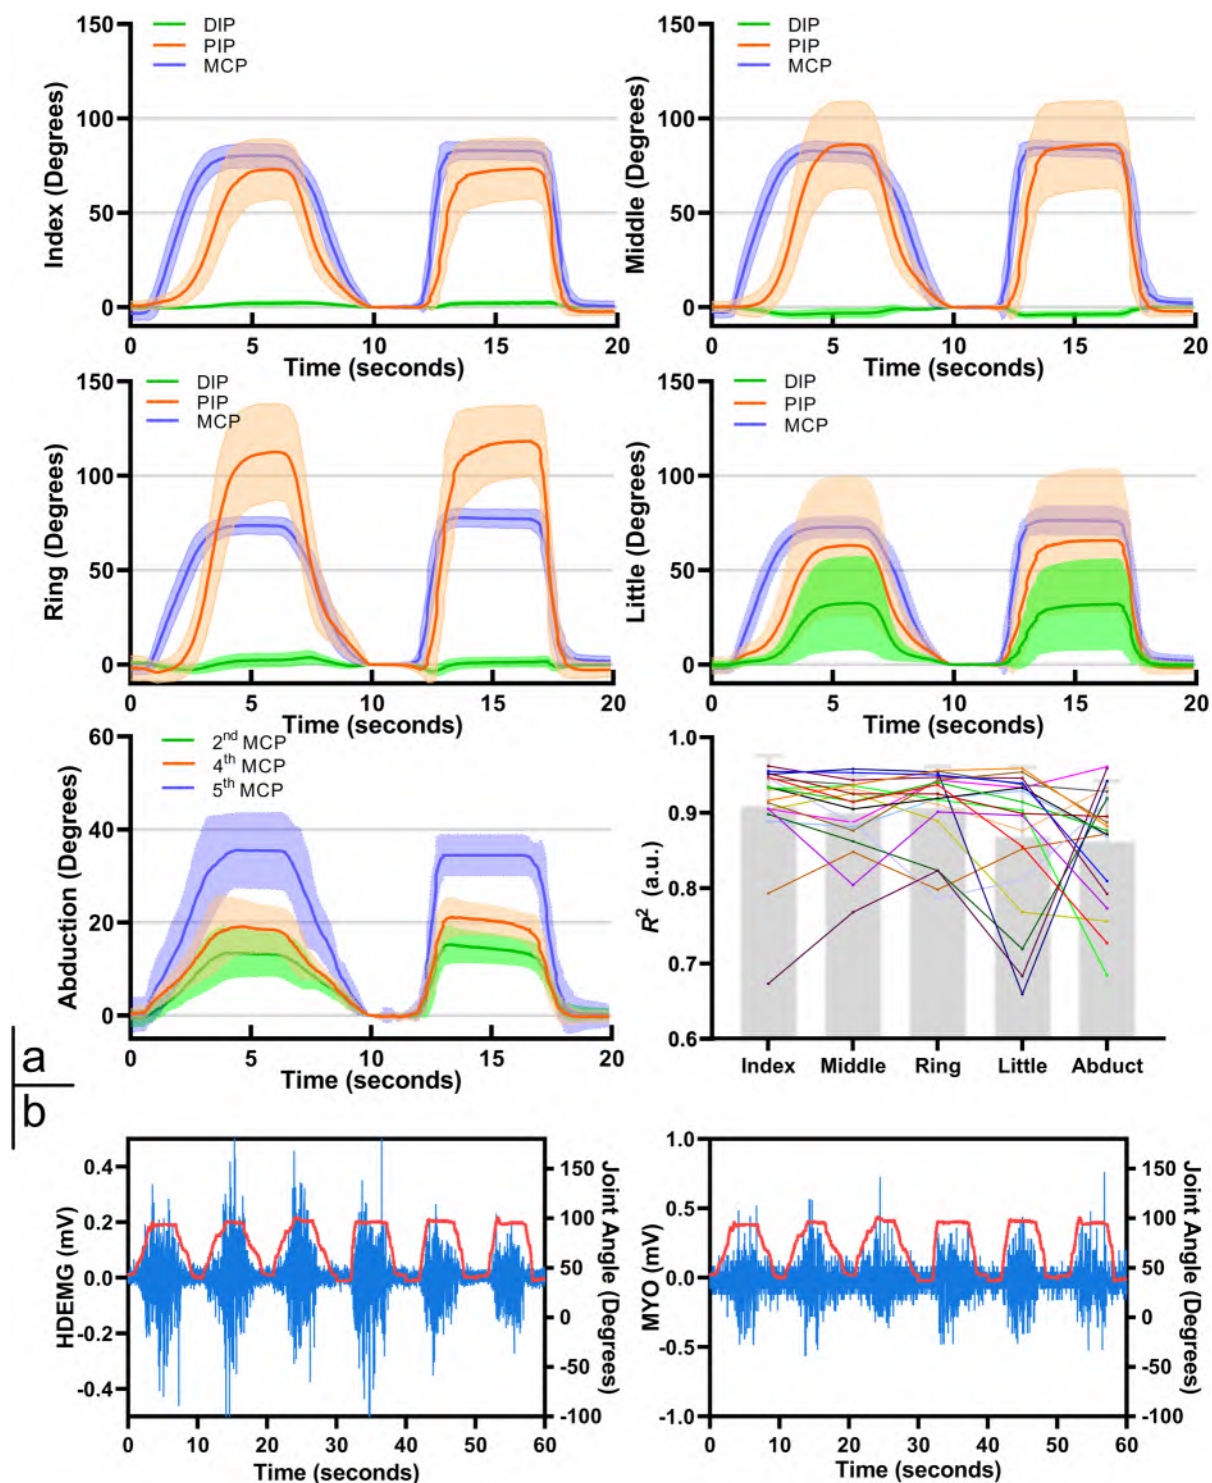 DIP
PIP
MCP
Index (Degrees)
150
100
50
0
0 5 10 15 20
Time (seconds)
DIP
PIP
MCP
Middle (Degrees)
150
100
50
0
0 5 10 15 20
Time (seconds)
DIP
PIP
MCP
Ring (Degrees)
150
100
50
0
0 5 10 15 20
Time (seconds)
DIP
PIP
MCP
Little (Degrees)
150
100
50
0
0 5 10 15 20
Time (seconds)
2nd MCP
4th MCP
5th MCP
Abduction (Degrees)
60
40
20
0
0 5 10 15 20
Time (seconds)
R2 (a.u.)
1.0
0.9
0.8
0.7
0.6
Index Middle Ring Little Abduct
a
b
HDEMG (mV)
0.4
0.2
0.0
-0.2
-0.4
150
100
50
0
-50
-100
Joint Angle (Degrees)
0 10 20 30 40 50 60
Time (seconds)
MYO (mV)
1.0
0.5
0.0
-0.5
-1.0
150
100
50
0
-50
-100
Joint Angle (Degrees)
0 10 20 30 40 50 60
Time (seconds)